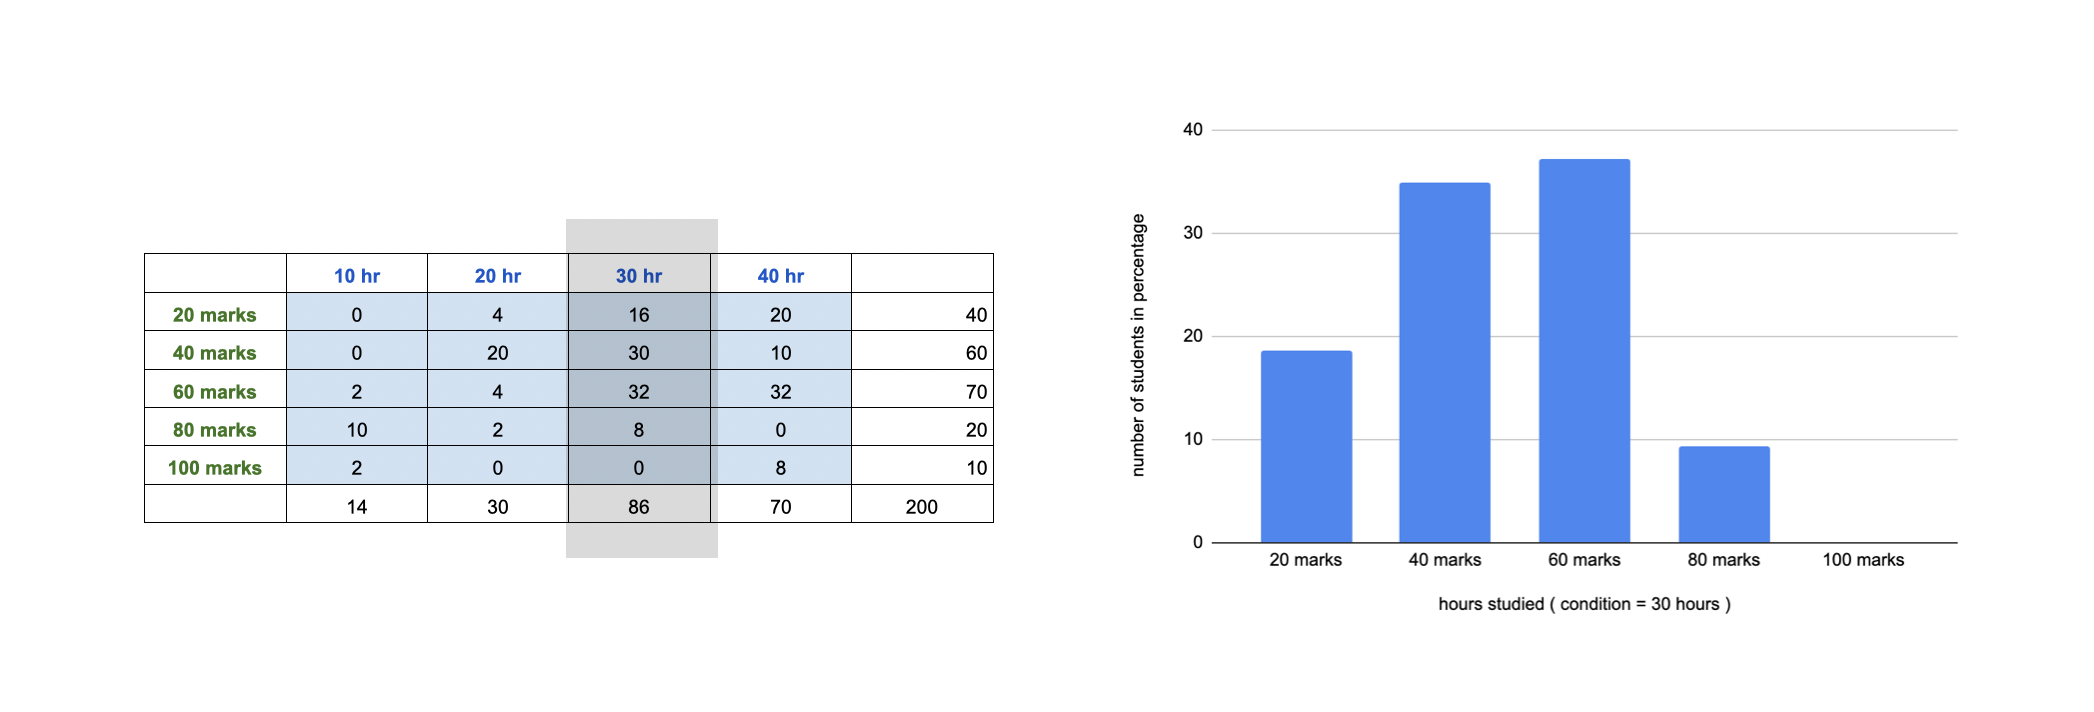 10 hr 20 hr 30 hr 40 hr
20 marks 0 4 16 20 40
40 marks 0 20 30 10 60
60 marks 2 4 32 32 70
80 marks 10 2 8 0 20
100 marks 2 0 0 8 10
14 30 86 70 200
number of students in percentage
40
30
20
10
0
20 marks 40 marks 60 marks 80 marks 100 marks
hours studied ( condition = 30 hours )